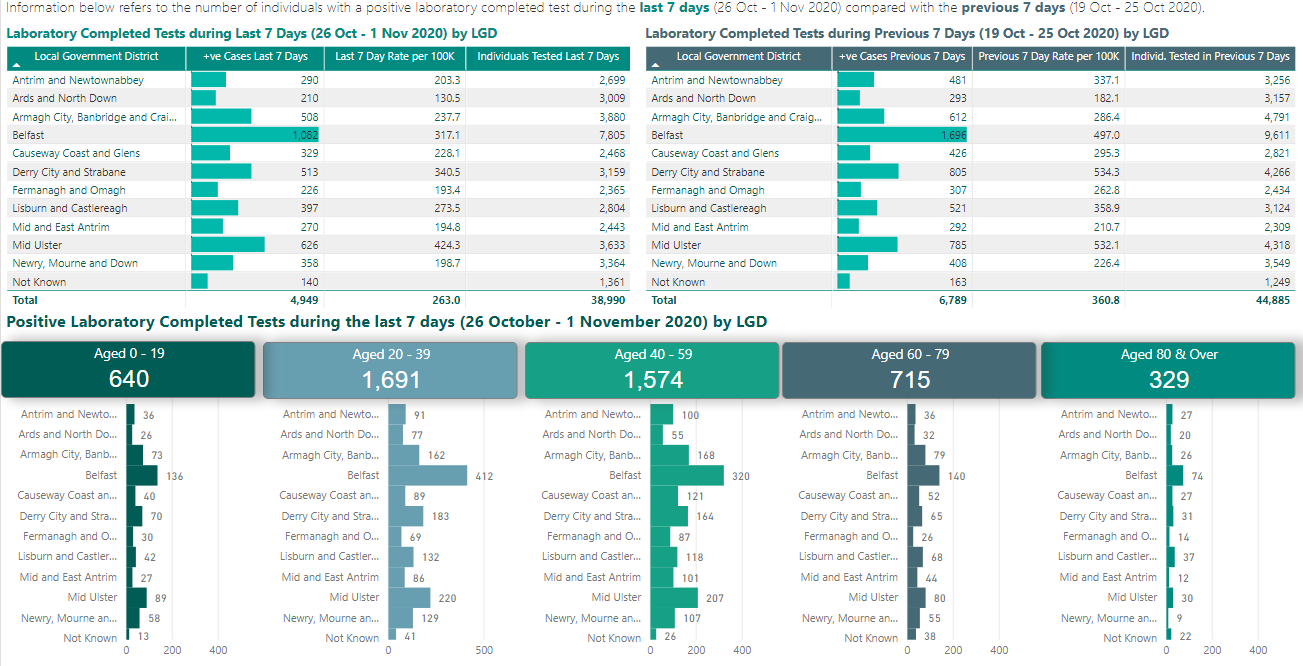 Information below refers to the number of individuals with a positive laboratory completed test during the last 7 days (26 Oct - 1 Nov 2020) compared with the previous 7 days (19 Oct - 25 Oct 2020).
Laboratory Completed Tests during Last 7 Days (26 Oct - 1 Nov 2020) by LGD
Local Government District +ve Cases Last 7 Days Last 7 Day Rate per 100K Individuals Tested Last 7 Days
Antrim and Newtownabbey 290 203.3 2,699
Ards and North Down 210 130.5 3,009
Armagh City, Banbridge and Crai... 508 237.7 3,880
Belfast 1,082 317.1 7,805
Causeway Coast and Glens 329 228.1 2,468
Derry City and Strabane 513 340.5 3,159
Fermanagh and Omagh 226 193.4 2,365
Lisburn and Castlereagh 397 273.5 2,804
Mid and East Antrim 270 194.8 2,443
Mid Ulster 626 424.3 3,633
Newry, Mourne and Down 358 198.7 3,364
Not Known 140 1,361
Total 4,949 263.0 38,990
Laboratory Completed Tests during Previous 7 Days (19 Oct - 25 Oct 2020) by LGD
Local Government District +ve Cases Previous 7 Days Previous 7 Day Rate per 100K Individ. Tested in Previous 7 Days
Antrim and Newtownabbey 481 337.1 3,256
Ards and North Down 293 182.1 3,157
Armagh City, Banbridge and Craig... 612 286.4 4,791
Belfast 1,696 497.0 9,611
Causeway Coast and Glens 426 295.3 2,821
Derry City and Strabane 805 534.3 4,266
Fermanagh and Omagh 307 262.8 2,434
Lisburn and Castlereagh 521 358.9 3,124
Mid and East Antrim 292 210.7 2,309
Mid Ulster 785 532.1 4,318
Newry, Mourne and Down 408 226.4 3,549
Not Known 163 1,249
Total 6,789 360.8 44,885
Positive Laboratory Completed Tests during the last 7 days (26 October - 1 November 2020) by LGD
Aged 0 - 19
640
Antrim and Newto... 36
Ards and North Do... 26
Armagh City, Banb... 73
Belfast 136
Causeway Coast an... 40
Derry City and Stra... 70
Fermanagh and O... 30
Lisburn and Castler... 42
Mid and East Antrim 27
Mid Ulster 89
Newry, Mourne an... 58
Not Known 13
0 200 400
Aged 20 - 39
1,691
Antrim and Newto... 91
Ards and North Do... 77
Armagh City, Banb... 162
Belfast 412
Causeway Coast an... 89
Derry City and Stra... 183
Fermanagh and O... 69
Lisburn and Castler... 132
Mid and East Antrim 86
Mid Ulster 220
Newry, Mourne an... 129
Not Known 41
0 500
Aged 40 - 59
1,574
Antrim and Newto... 100
Ards and North Do... 55
Armagh City, Banb... 168
Belfast 320
Causeway Coast an... 121
Derry City and Stra... 164
Fermanagh and O... 87
Lisburn and Castler... 118
Mid and East Antrim 101
Mid Ulster 207
Newry, Mourne an... 107
Not Known 26
0 200 400
Aged 60 - 79
715
Antrim and Newto... 36
Ards and North Do... 32
Armagh City, Banb... 79
Belfast 140
Causeway Coast an... 52
Derry City and Stra... 65
Fermanagh and O... 26
Lisburn and Castler... 68
Mid and East Antrim 44
Mid Ulster 80
Newry, Mourne an... 55
Not Known 38
0 200 400
Aged 80 & Over
329
Antrim and Newto... 27
Ards and North Do... 20
Armagh City, Banb... 26
Belfast 74
Causeway Coast an... 27
Derry City and Stra... 31
Fermanagh and O... 14
Lisburn and Castler... 37
Mid and East Antrim 12
Mid Ulster 30
Newry, Mourne an... 9
Not Known 22
0 200 400